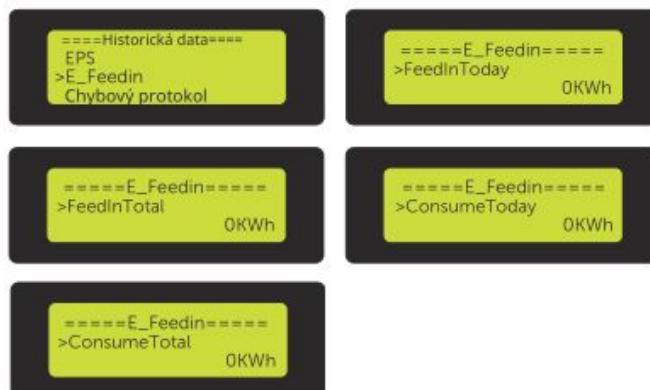 ====Historická data====
EPS
>E_Feedin
Chybový protokol
=====E_Feedin=====
>FeedInToday
0KWh
=====E_Feedin=====
>FeedInTotal
0KWh
=====E_Feedin=====
>ConsumeToday
0KWh
=====E_Feedin=====
>ConsumeTotal
0KWh